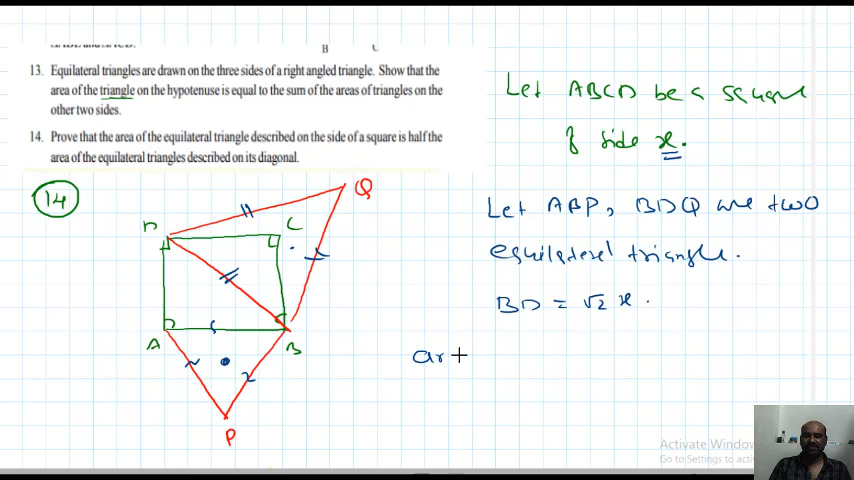 B C
13. Equilateral triangles are drawn on the three sides of a right angled triangle. Show that the
area of the triangle on the hypotenuse is equal to the sum of the areas of triangles on the
other two sides.
14. Prove that the area of the equilateral triangle described on the side of a square is half the
area of the equilateral triangles described on its diagonal.
Let ABCD be a square
of side x.
14
Q
Let ABP, BDQ are two
D C
equilateral triangle.
BD = √2 x.
A B
ar
P
Activate Window
Go to Settings to acti